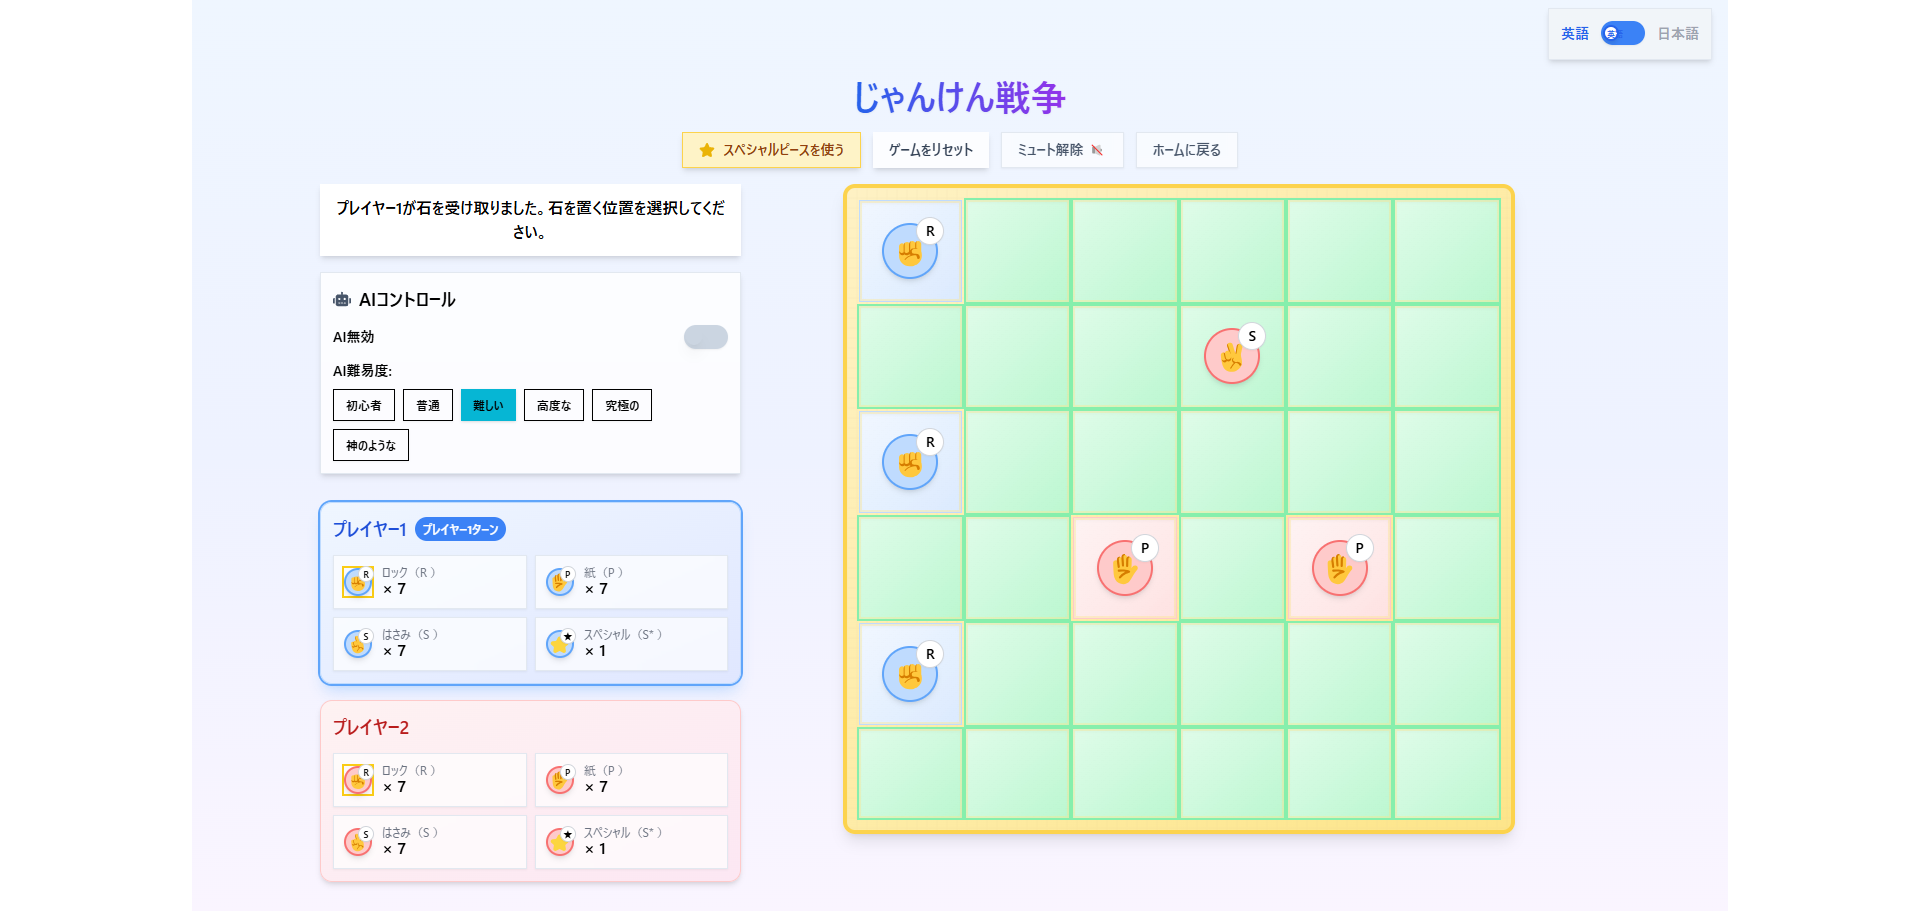 英語 英 日本語
じゃんけん戦争
スペシャルピースを使う ゲームをリセット ミュート解除 ホームに戻る
プレイヤー1が石を受け取りました。石を置く位置を選択してくだ
さい。
AIコントロール
AI無効
AI難易度:
初心者 普通 難しい 高度な 究極の
神のような
プレイヤー1 プレイヤー1ターン
R ロック（R ） × 7
P 紙（P ） × 7
S はさみ（S ） × 7
★ スペシャル（S* ） × 1
プレイヤー2
R ロック（R ） × 7
P 紙（P ） × 7
S はさみ（S ） × 7
★ スペシャル（S* ） × 1
R
S
R
P P
R